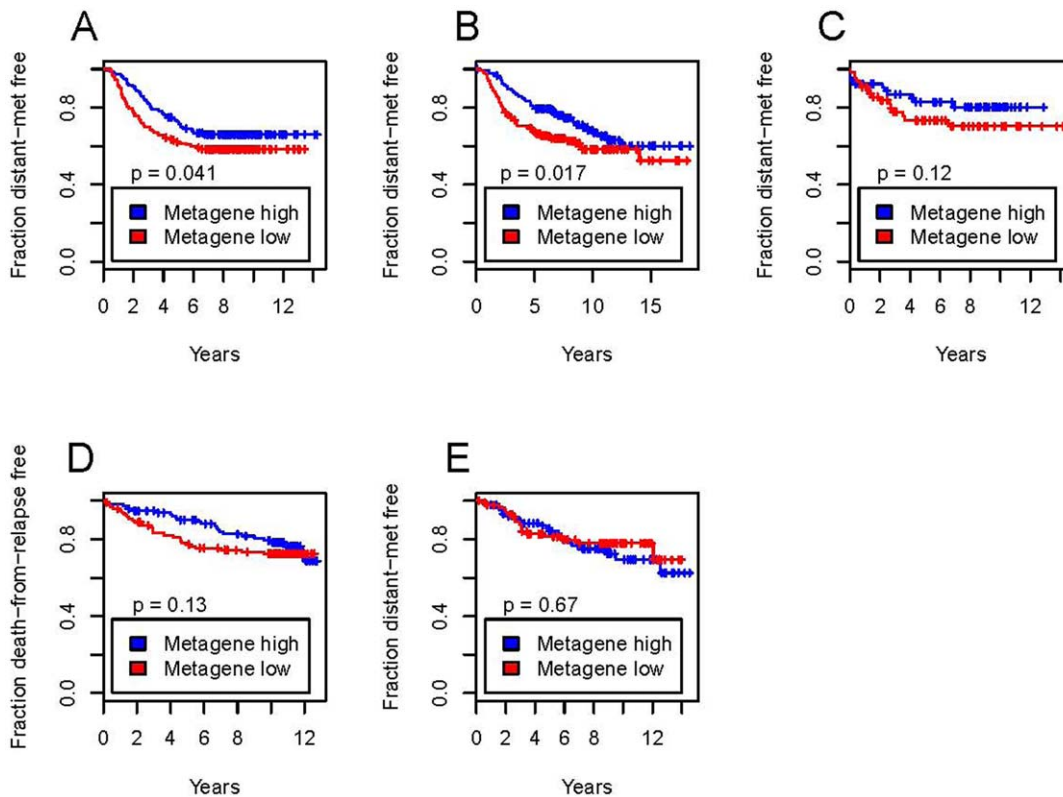 A
Fraction distant-met free
0.0 0.4 0.8
p = 0.041
Metagene high
Metagene low
0 2 4 6 8 12
Years
B
Fraction distant-met free
0.0 0.4 0.8
p = 0.017
Metagene high
Metagene low
0 5 10 15
Years
C
Fraction distant-met free
0.0 0.4 0.8
p = 0.12
Metagene high
Metagene low
0 2 4 6 8 12
Years
D
Fraction death-from-relapse free
0.0 0.4 0.8
p = 0.13
Metagene high
Metagene low
0 2 4 6 8 12
Years
E
Fraction distant-met free
0.0 0.4 0.8
p = 0.67
Metagene high
Metagene low
0 2 4 6 8 12
Years